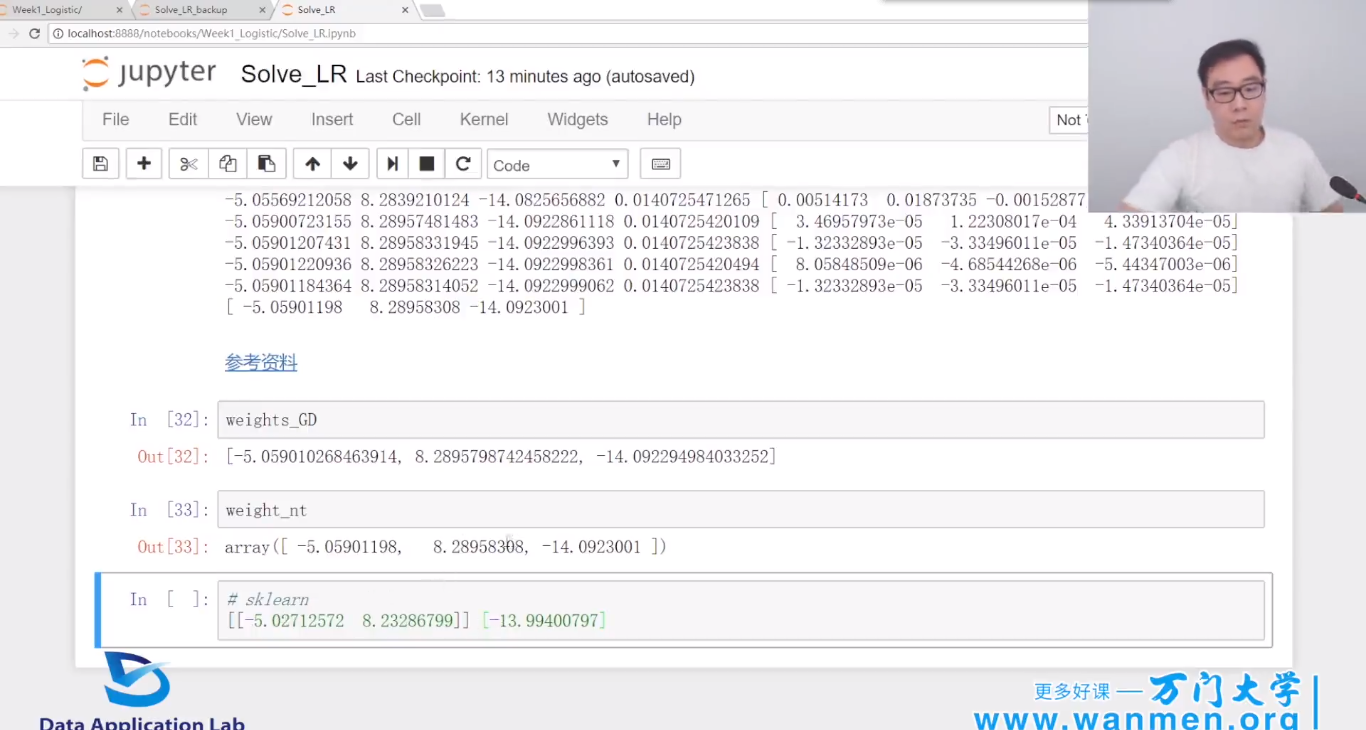 Week1_Logistic/ Solve_LR_backup Solve_LR
localhost:8888/notebooks/Week1_Logistic/Solve_LR.ipynb
jupyter Solve_LR Last Checkpoint: 13 minutes ago (autosaved)
File Edit View Insert Cell Kernel Widgets Help Not
Code
-5.05569212058 8.2839210124 -14.0825656882 0.0140725471265 [ 0.00514173 0.01873735 -0.00152877
-5.05900723155 8.28957481483 -14.0922861118 0.0140725420109 [ 3.46957973e-05 1.22308017e-04 4.33913704e-05]
-5.05901207431 8.28958331945 -14.0922996393 0.0140725423838 [ -1.32332893e-05 -3.33496011e-05 -1.47340364e-05]
-5.05901220936 8.28958326223 -14.0922998361 0.0140725420494 [ 8.05848509e-06 -4.68544268e-06 -5.44347003e-06]
-5.05901184364 8.28958314052 -14.0922999062 0.0140725423838 [ -1.32332893e-05 -3.33496011e-05 -1.47340364e-05]
[ -5.05901198 8.28958308 -14.0923001 ]
参考资料
In [32]: weights_GD
Out[32]: [-5.059010268463914, 8.2895798742458222, -14.092294984033252]
In [33]: weight_nt
Out[33]: array([ -5.05901198, 8.28958308, -14.0923001 ])
In [ ]: # sklearn
[[-5.02712572 8.23286799]] [-13.99400797]
Data Application Lab
更多好课 — 万门大学
www.wanmen.org